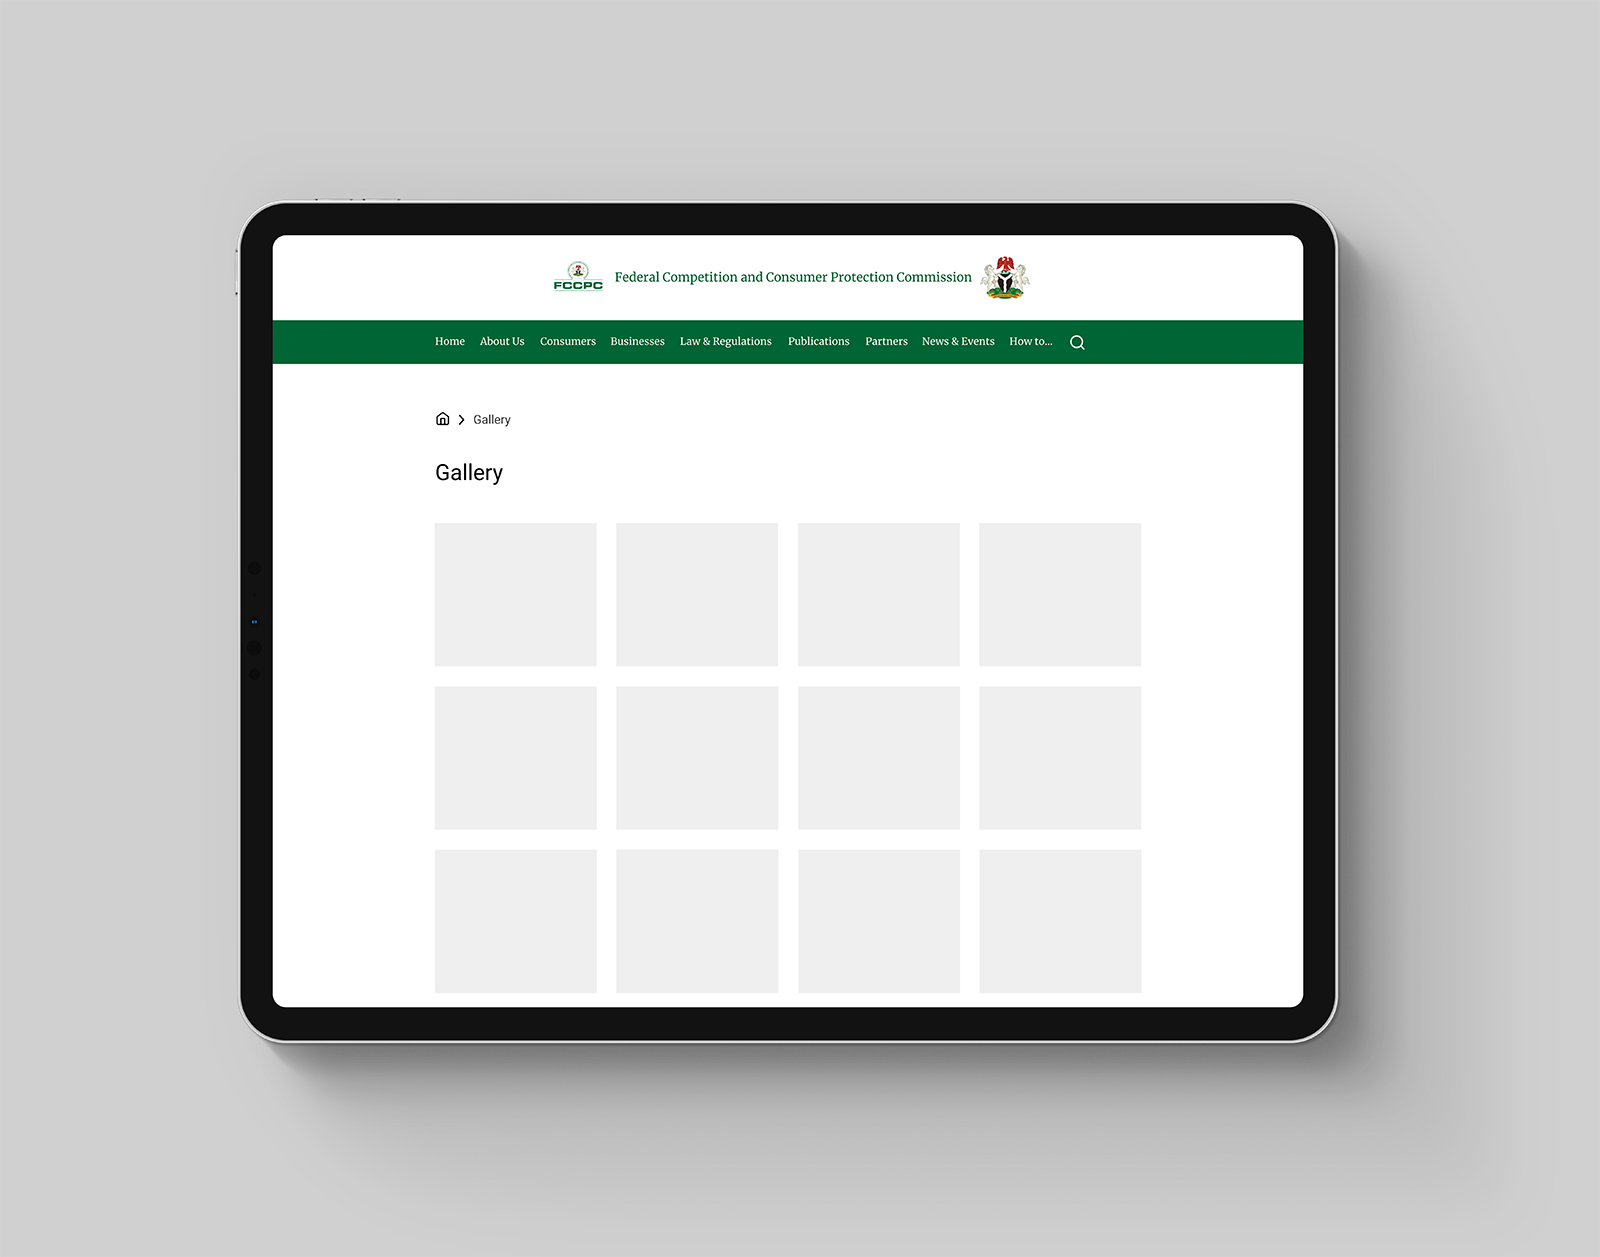 FCCPC
Federal Competition and Consumer Protection Commission
Home About Us Consumers Businesses Law & Regulations Publications Partners News & Events How to...
Gallery
Gallery